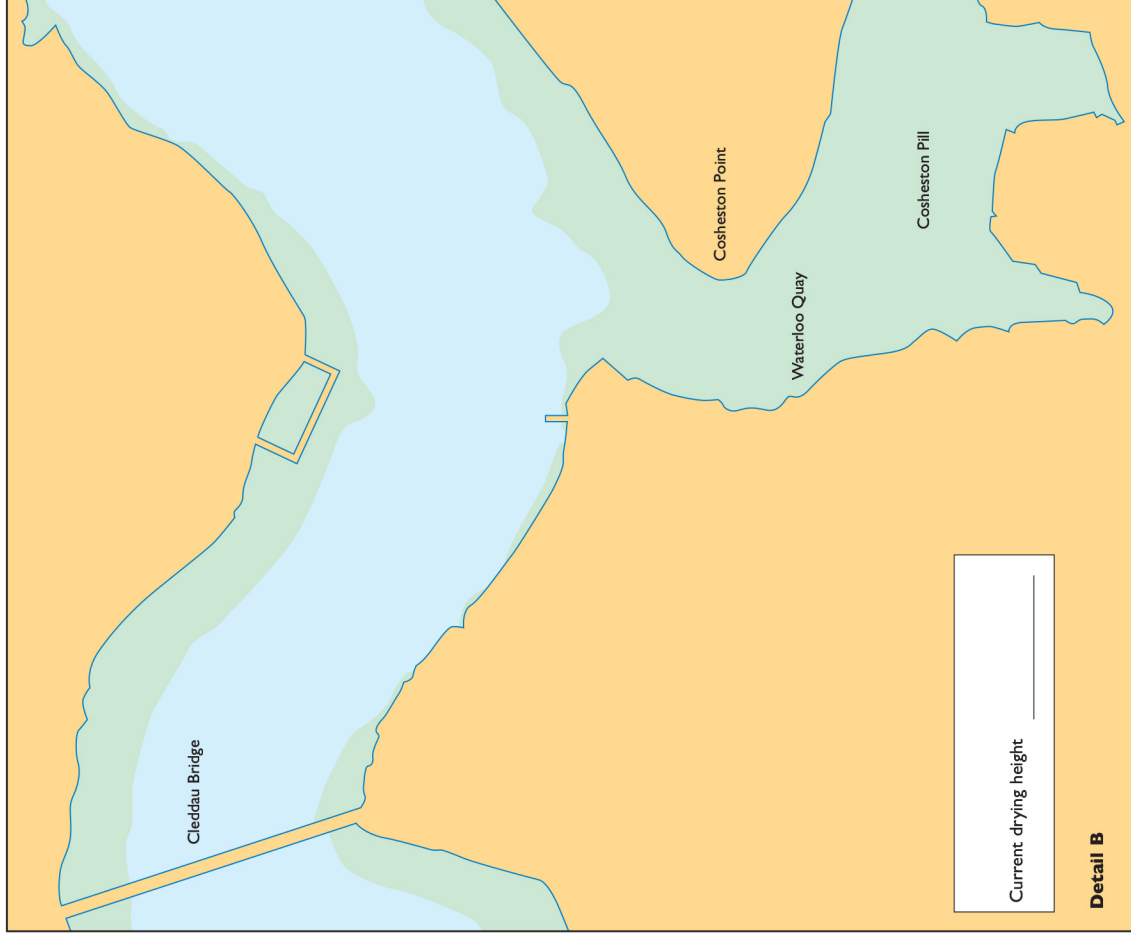 Cleddau Bridge
Cosheston Point
Waterloo Quay
Cosheston Pill
Current drying height
Detail B